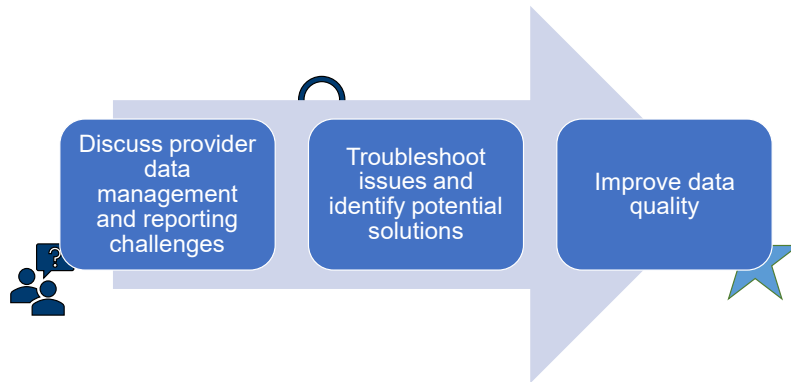 Discuss provider
data
management
and reporting
challenges
Troubleshoot
issues and
identify potential
solutions
Improve data
quality
?